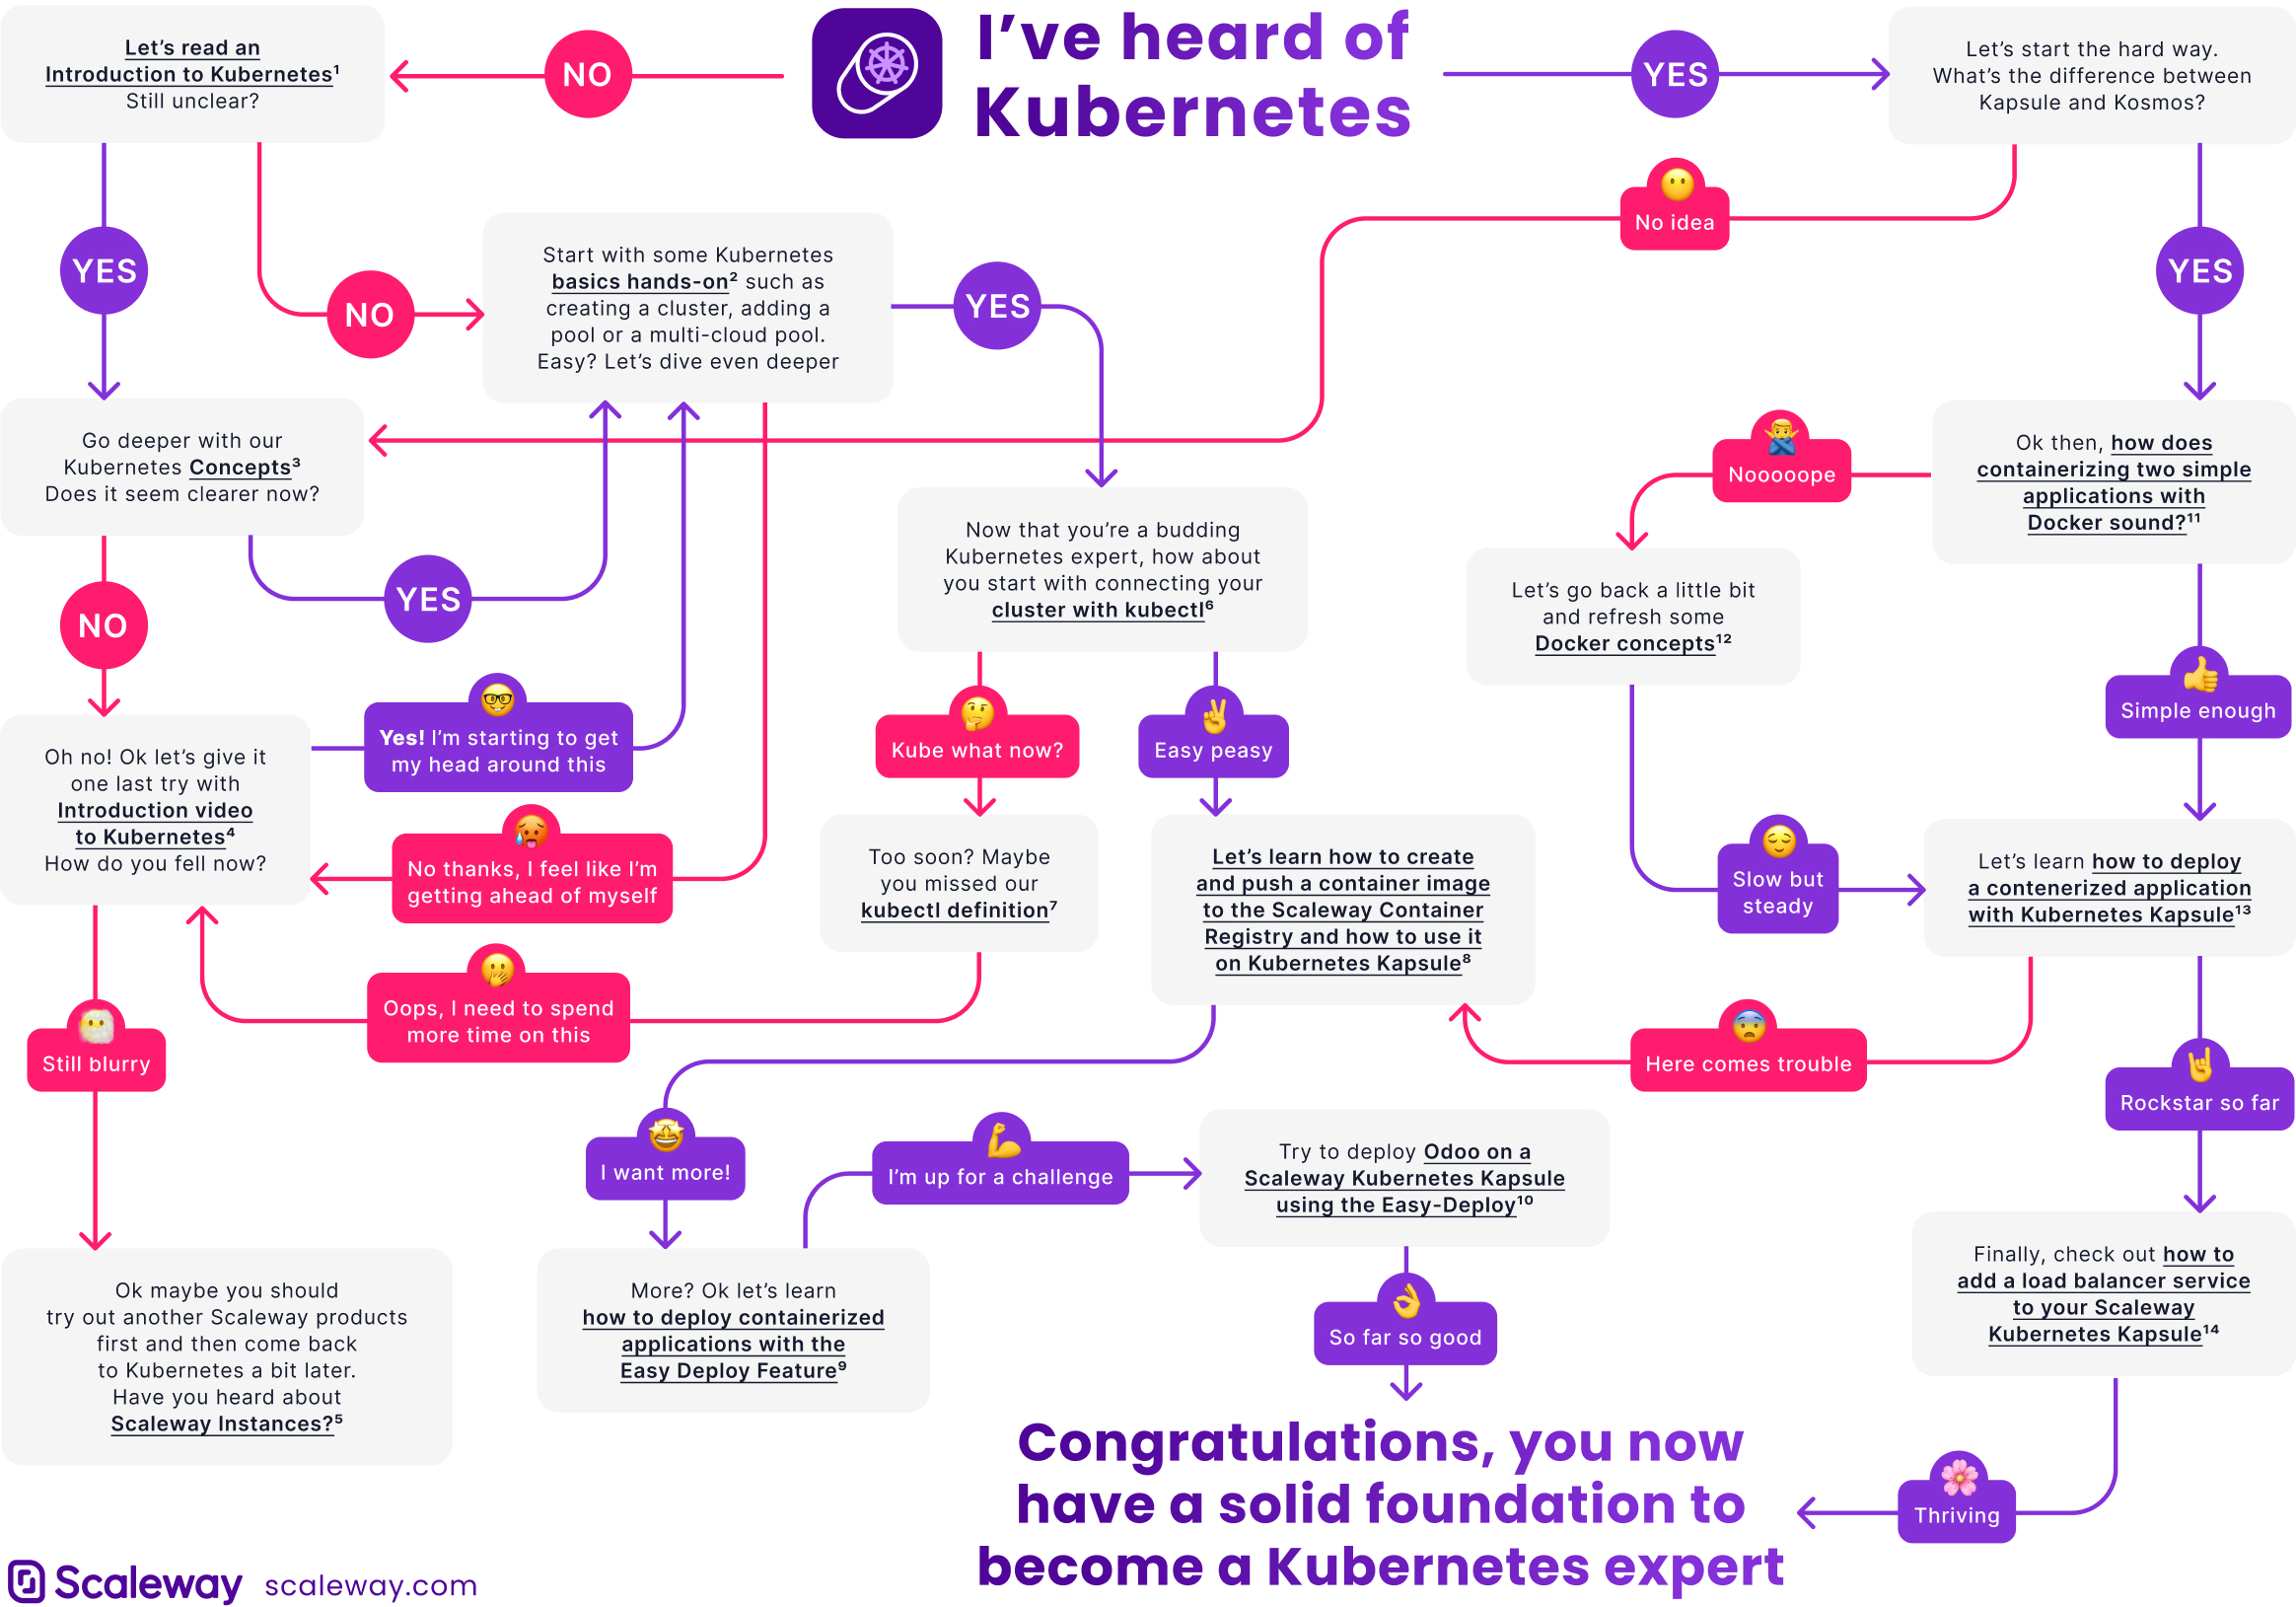 I’ve heard of
Kubernetes
NO
YES
Let’s read an
Introduction to Kubernetes¹
Still unclear?
Let’s start the hard way.
What’s the difference between
Kapsule and Kosmos?
No idea
YES
NO
YES
YES
Start with some Kubernetes
basics hands-on² such as
creating a cluster, adding a
pool or a multi-cloud pool.
Easy? Let’s dive even deeper
Go deeper with our
Kubernetes Concepts³
Does it seem clearer now?
Nooooope
Ok then, how does
containerizing two simple
applications with
Docker sound?¹¹
NO
YES
Now that you’re a budding
Kubernetes expert, how about
you start with connecting your
cluster with kubectl⁶
Let’s go back a little bit
and refresh some
Docker concepts¹²
Simple enough
Yes! I’m starting to get
my head around this
Kube what now?
Easy peasy
Oh no! Ok let’s give it
one last try with
Introduction video
to Kubernetes⁴
How do you fell now?
No thanks, I feel like I’m
getting ahead of myself
Too soon? Maybe
you missed our
kubectl definition⁷
Let’s learn how to create
and push a container image
to the Scaleway Container
Registry and how to use it
on Kubernetes Kapsule⁸
Slow but
steady
Let’s learn how to deploy
a contenerized application
with Kubernetes Kapsule¹³
Oops, I need to spend
more time on this
Still blurry
Here comes trouble
Rockstar so far
I want more!
I’m up for a challenge
Try to deploy Odoo on a
Scaleway Kubernetes Kapsule
using the Easy-Deploy¹⁰
Ok maybe you should
try out another Scaleway products
first and then come back
to Kubernetes a bit later.
Have you heard about
Scaleway Instances?⁵
More? Ok let’s learn
how to deploy containerized
applications with the
Easy Deploy Feature⁹
So far so good
Finally, check out how to
add a load balancer service
to your Scaleway
Kubernetes Kapsule¹⁴
Thriving
Congratulations, you now
have a solid foundation to
become a Kubernetes expert
Scaleway scaleway.com